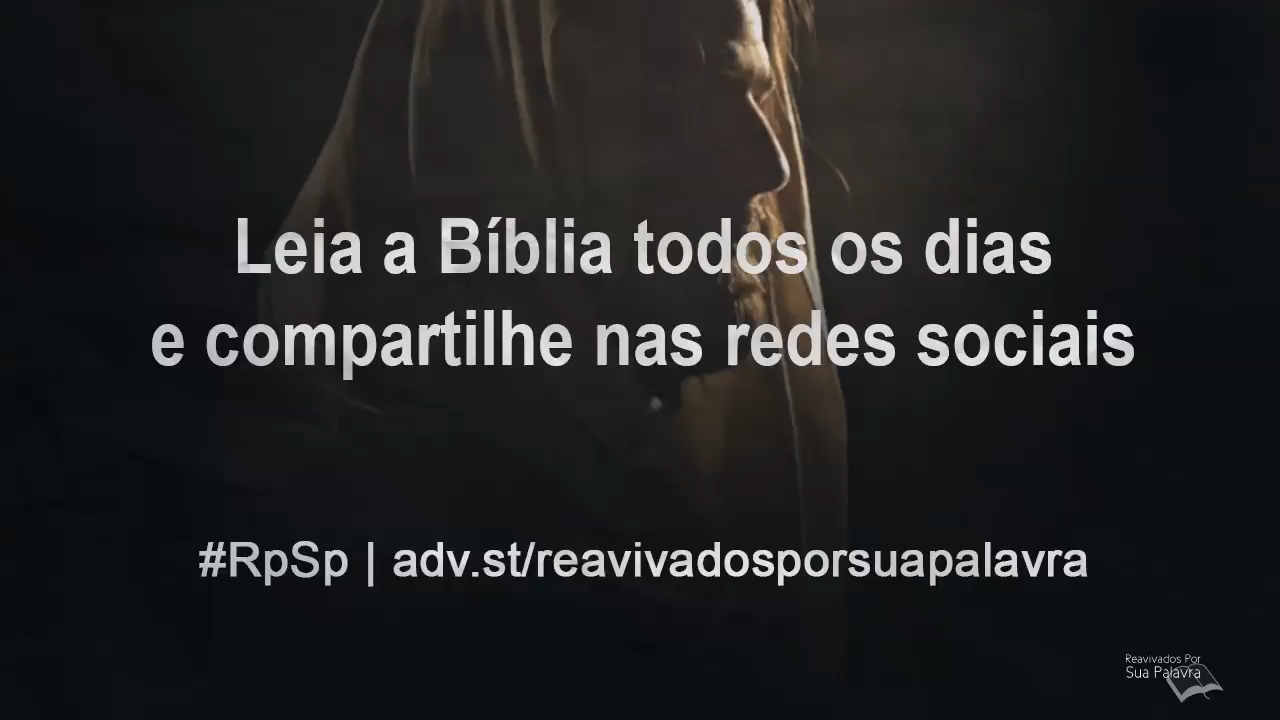 Leia a Bíblia todos os dias
e compartilhe nas redes sociais
#RpSp | adv.st/reavivadosporsuapalavra
Reavivados Por
Sua Palavra